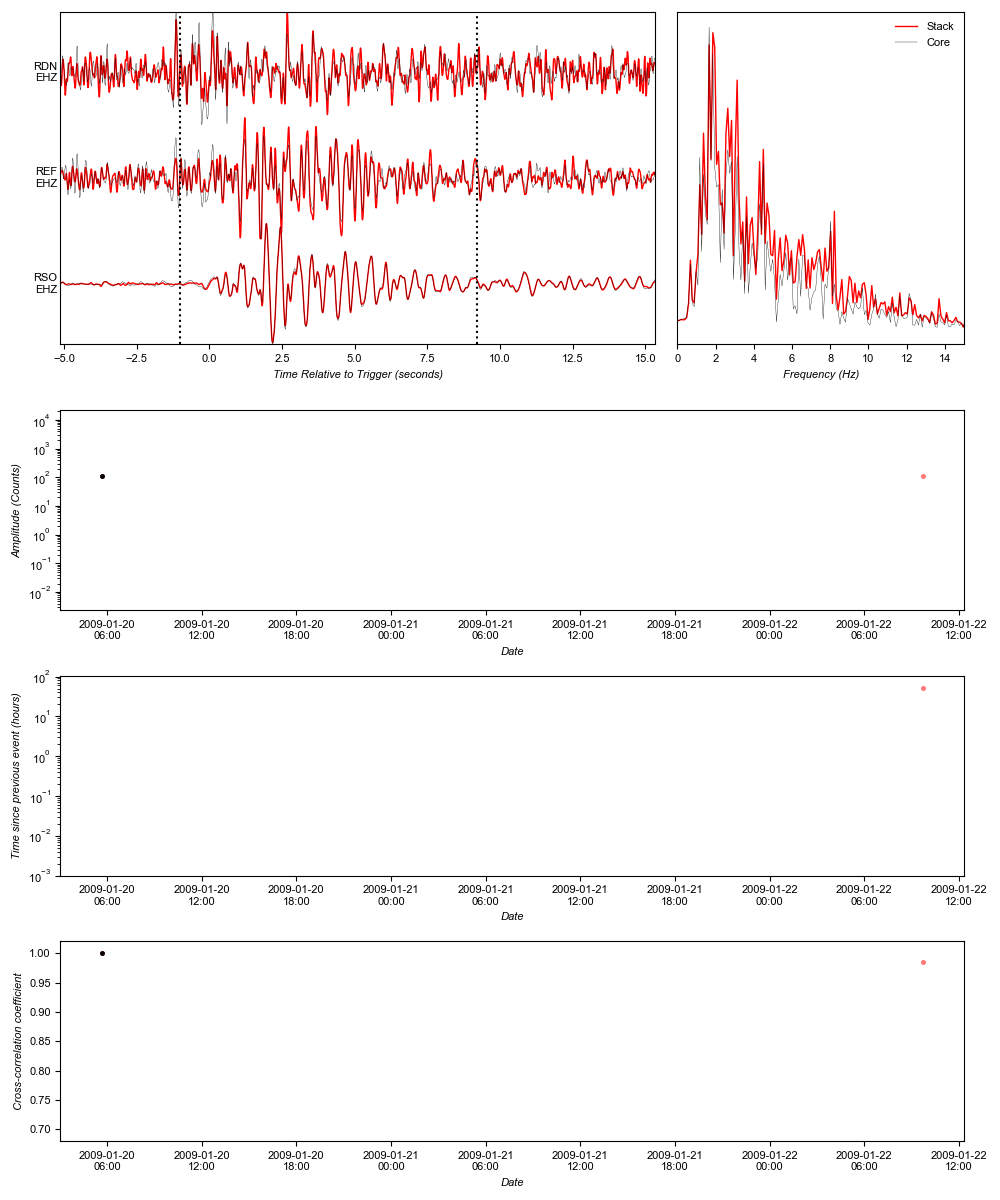 RDN
EHZ
REF
EHZ
RSO
EHZ
−5.0 −2.5 0.0 2.5 5.0 7.5 10.0 12.5 15.0
Time Relative to Trigger (seconds)
Stack
Core
0 2 4 6 8 10 12 14
Frequency (Hz)
10⁴
10³
10²
10¹
10⁰
10⁻¹
10⁻²
Amplitude (Counts)
2009-01-20 2009-01-20 2009-01-20 2009-01-21 2009-01-21 2009-01-21 2009-01-21 2009-01-22 2009-01-22 2009-01-22
06:00 12:00 18:00 00:00 06:00 12:00 18:00 00:00 06:00 12:00
Date
10²
10¹
10⁰
10⁻¹
10⁻²
10⁻³
Time since previous event (hours)
2009-01-20 2009-01-20 2009-01-20 2009-01-21 2009-01-21 2009-01-21 2009-01-21 2009-01-22 2009-01-22 2009-01-22
06:00 12:00 18:00 00:00 06:00 12:00 18:00 00:00 06:00 12:00
Date
1.00
0.95
0.90
0.85
0.80
0.75
0.70
Cross-correlation coefficient
2009-01-20 2009-01-20 2009-01-20 2009-01-21 2009-01-21 2009-01-21 2009-01-21 2009-01-22 2009-01-22 2009-01-22
06:00 12:00 18:00 00:00 06:00 12:00 18:00 00:00 06:00 12:00
Date